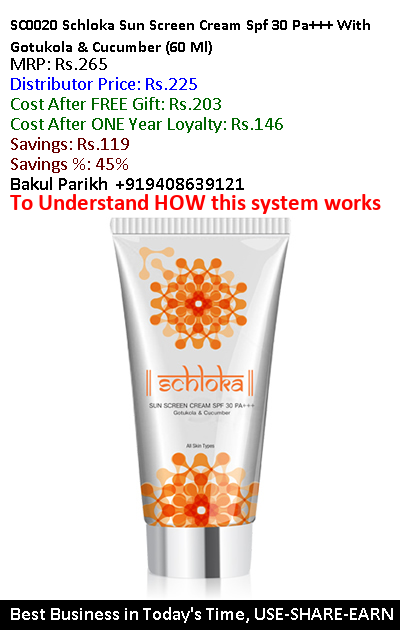 SC0020 Schloka Sun Screen Cream Spf 30 Pa+++ With
Gotukola & Cucumber (60 Ml)
MRP: Rs.265
Distributor Price: Rs.225
Cost After FREE Gift: Rs.203
Cost After ONE Year Loyalty: Rs.146
Savings: Rs.119
Savings %: 45%
Bakul Parikh +919408639121
To Understand HOW this system works
|| schloka ||
SUN SCREEN CREAM SPF 30 PA+++
Gotukola & Cucumber
All Skin Types
Best Business in Today's Time, USE-SHARE-EARN